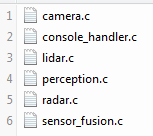 1 camera.c
2 console_handler.c
3 lidar.c
4 perception.c
5 radar.c
6 sensor_fusion.c